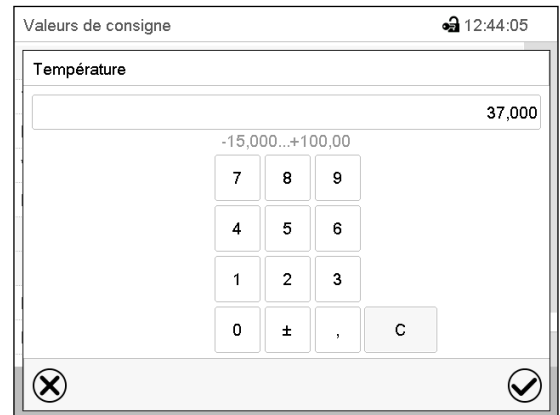 Valeurs de consigne 12:44:05
Température
37,000
-15,000...+100,00
7 8 9
4 5 6
1 2 3
0 ± , C